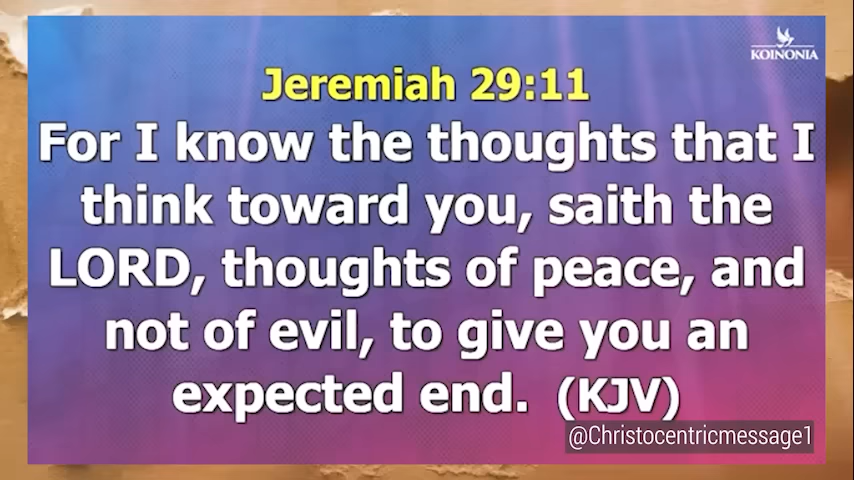 KOINONIA
Jeremiah 29:11
For I know the thoughts that I
think toward you, saith the
LORD, thoughts of peace, and
not of evil, to give you an
expected end. (KJV)
@Christocentricmessage1